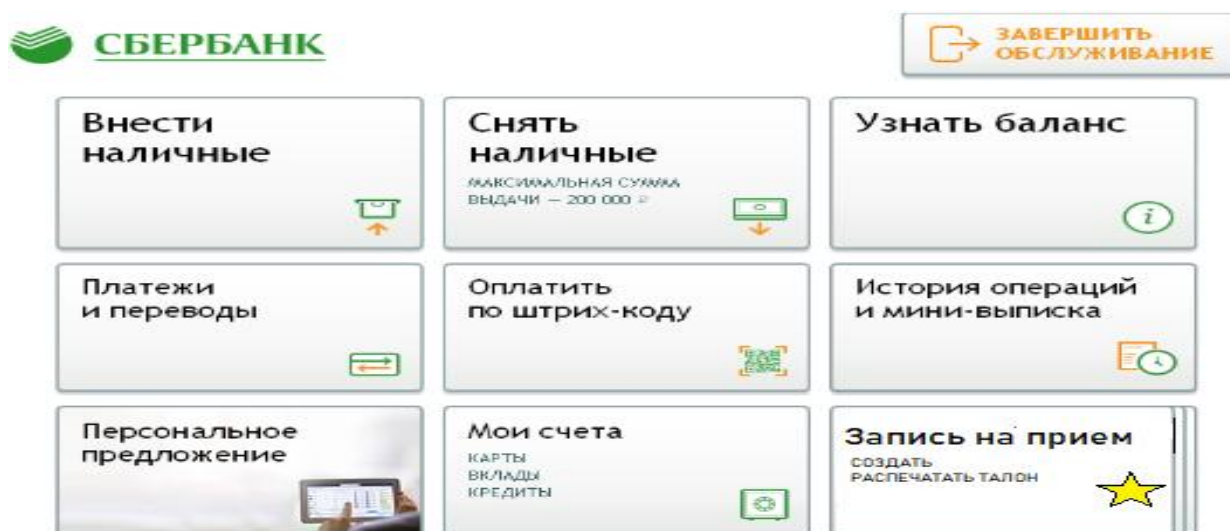 СБЕРБАНК
ЗАВЕРШИТЬ
ОБСЛУЖИВАНИЕ
Внести
наличные
Снять
наличные
МАКСИМАЛЬНАЯ СУММА
ВЫДАЧИ — 200 000 ₽
Узнать баланс
Платежи
и переводы
Оплатить
по штрих-коду
История операций
и мини-выписка
Персональное
предложение
Мои счета
КАРТЫ
ВКЛАДЫ
КРЕДИТЫ
Запись на прием
СОЗДАТЬ
РАСПЕЧАТАТЬ ТАЛОН